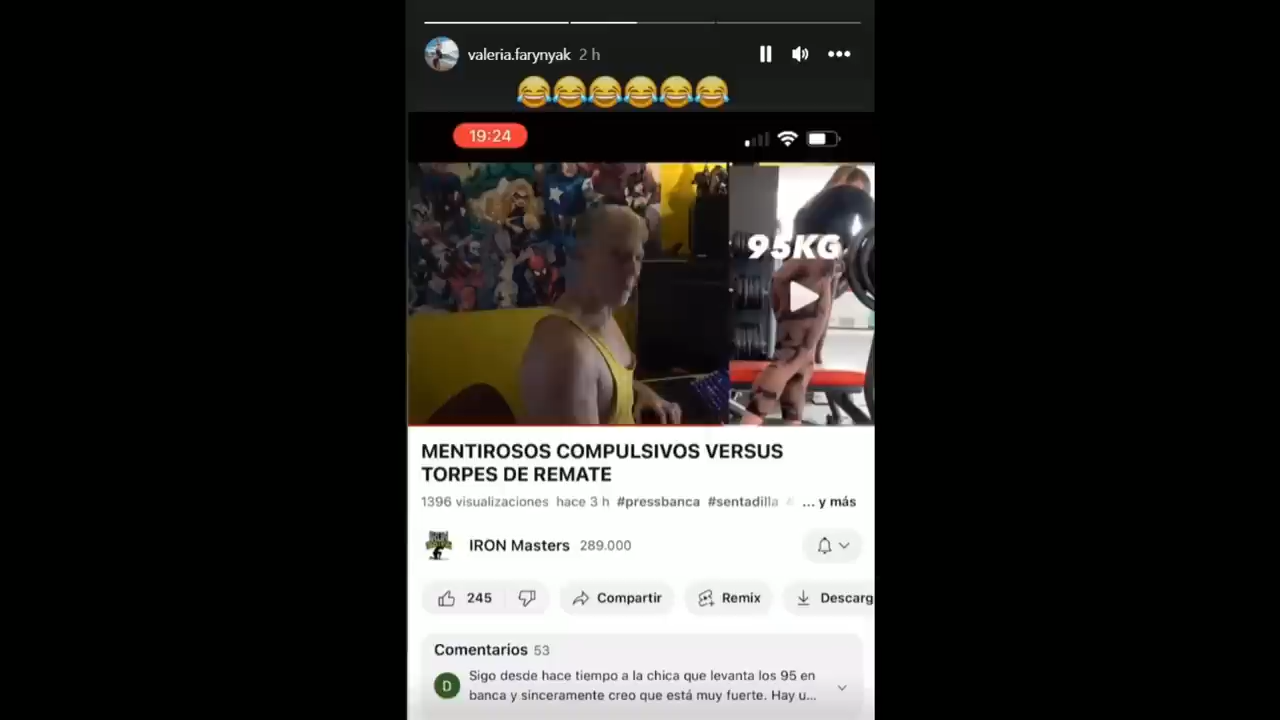 valeria.farynyak 2 h
😂😂😂😂😂😂
19:24
95KG
MENTIROSOS COMPULSIVOS VERSUS
TORPES DE REMATE
1396 visualizaciones hace 3 h #pressbanca #sentadilla # ... y más
IRON Masters 289.000
245 Compartir Remix Descarg
Comentarios 53
D
Sigo desde hace tiempo a la chica que levanta los 95 en
banca y sinceramente creo que está muy fuerte. Hay u...